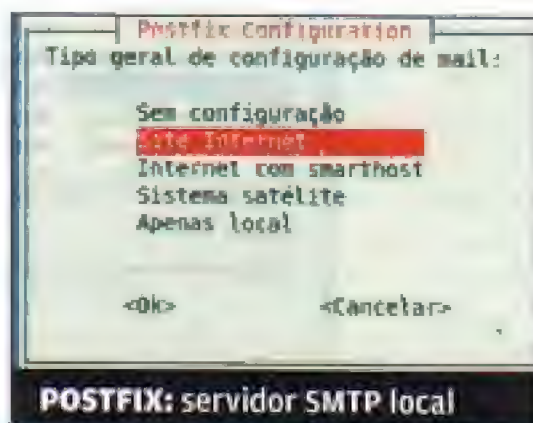 Postfix Configuration
Tipo geral de configuração de mail:
Sem configuração
Site Internet
Internet com smarthost
Sistema satélite
Apenas local
<Ok> <Cancelar>
POSTFIX: servidor SMTP local